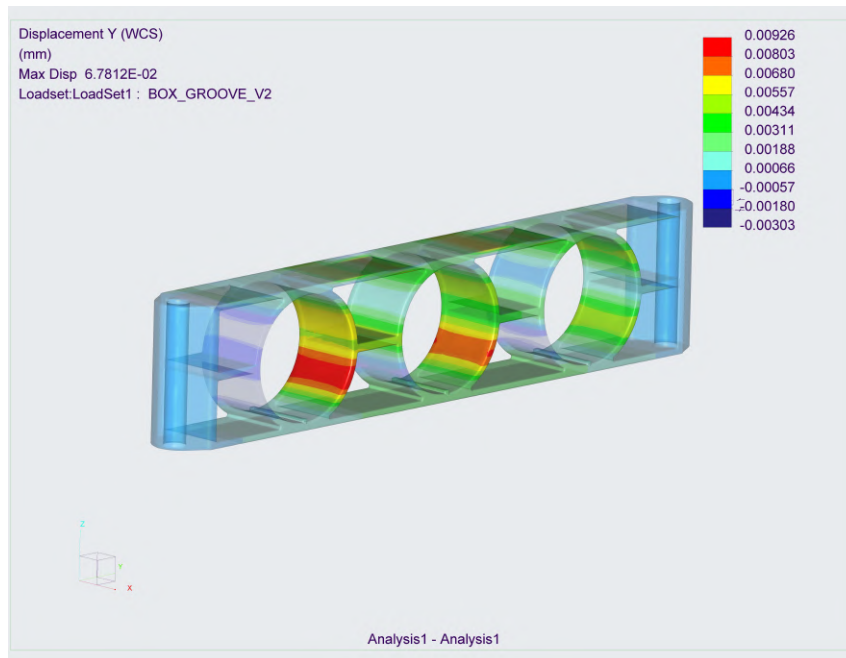 Displacement Y (WCS)
(mm)
Max Disp 6.7812E-02
Loadset:LoadSet1 : BOX_GROOVE_V2
0.00926
0.00803
0.00680
0.00557
0.00434
0.00311
0.00188
0.00066
-0.00057
-0.00180
-0.00303
Z
Y
X
Analysis1 - Analysis1